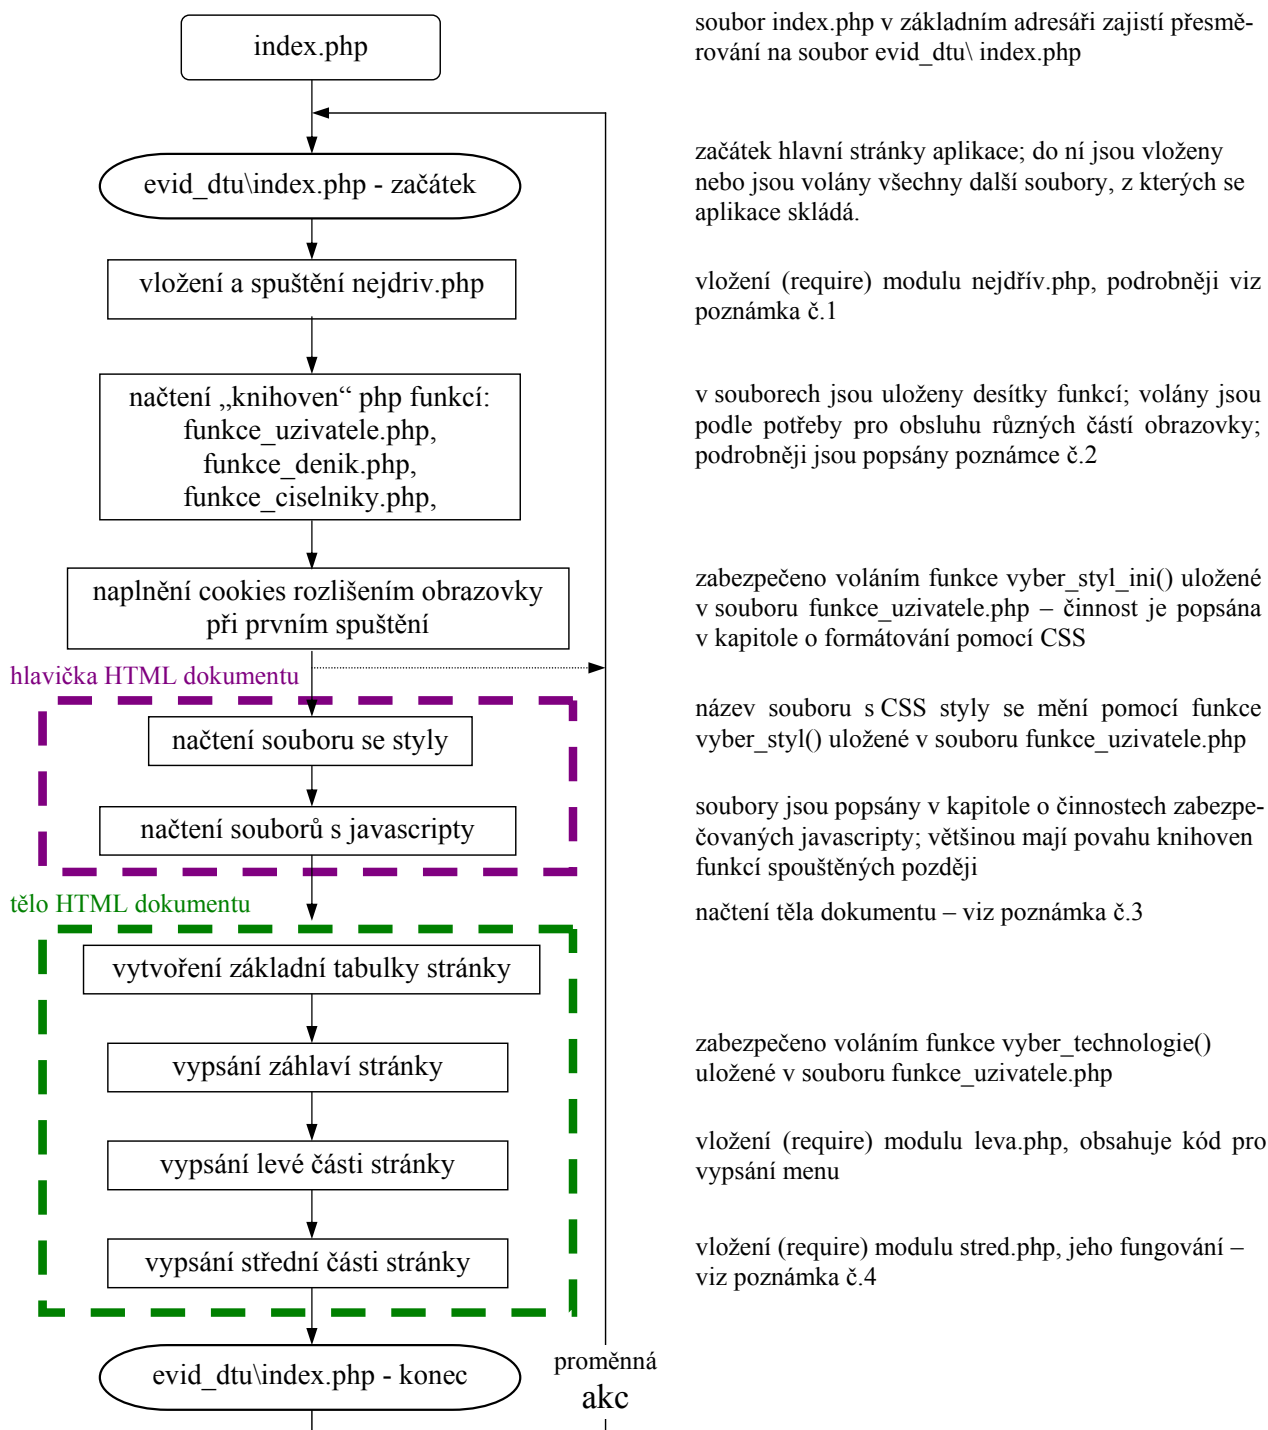 index.php
soubor index.php v základním adresáři zajistí přesmě-
rování na soubor evid_dtu\ index.php
evid_dtu\index.php - začátek
začátek hlavní stránky aplikace; do ní jsou vloženy
nebo jsou volány všechny další soubory, z kterých se
aplikace skládá.
vložení a spuštění nejdriv.php
vložení (require) modulu nejdřív.php, podrobněji viz
poznámka č.1
načtení „knihoven“ php funkcí:
funkce_uzivatele.php,
funkce_denik.php,
funkce_ciselniky.php,
v souborech jsou uloženy desítky funkcí; volány jsou
podle potřeby pro obsluhu různých částí obrazovky;
podrobněji jsou popsány poznámce č.2
naplnění cookies rozlišením obrazovky
při prvním spuštění
zabezpečeno voláním funkce vyber_styl_ini() uložené
v souboru funkce_uzivatele.php – činnost je popsána
v kapitole o formátování pomocí CSS
hlavička HTML dokumentu
načtení souboru se styly
název souboru s CSS styly se mění pomocí funkce
vyber_styl() uložené v souboru funkce_uzivatele.php
načtení souborů s javascripty
soubory jsou popsány v kapitole o činnostech zabezpe-
čovaných javascripty; většinou mají povahu knihoven
funkcí spouštěných později
tělo HTML dokumentu
načtení těla dokumentu – viz poznámka č.3
vytvoření základní tabulky stránky
vypsání záhlaví stránky
zabezpečeno voláním funkce vyber_technologie()
uložené v souboru funkce_uzivatele.php
vypsání levé části stránky
vložení (require) modulu leva.php, obsahuje kód pro
vypsání menu
vypsání střední části stránky
vložení (require) modulu stred.php, jeho fungování –
viz poznámka č.4
evid_dtu\index.php - konec
proměnná
akc